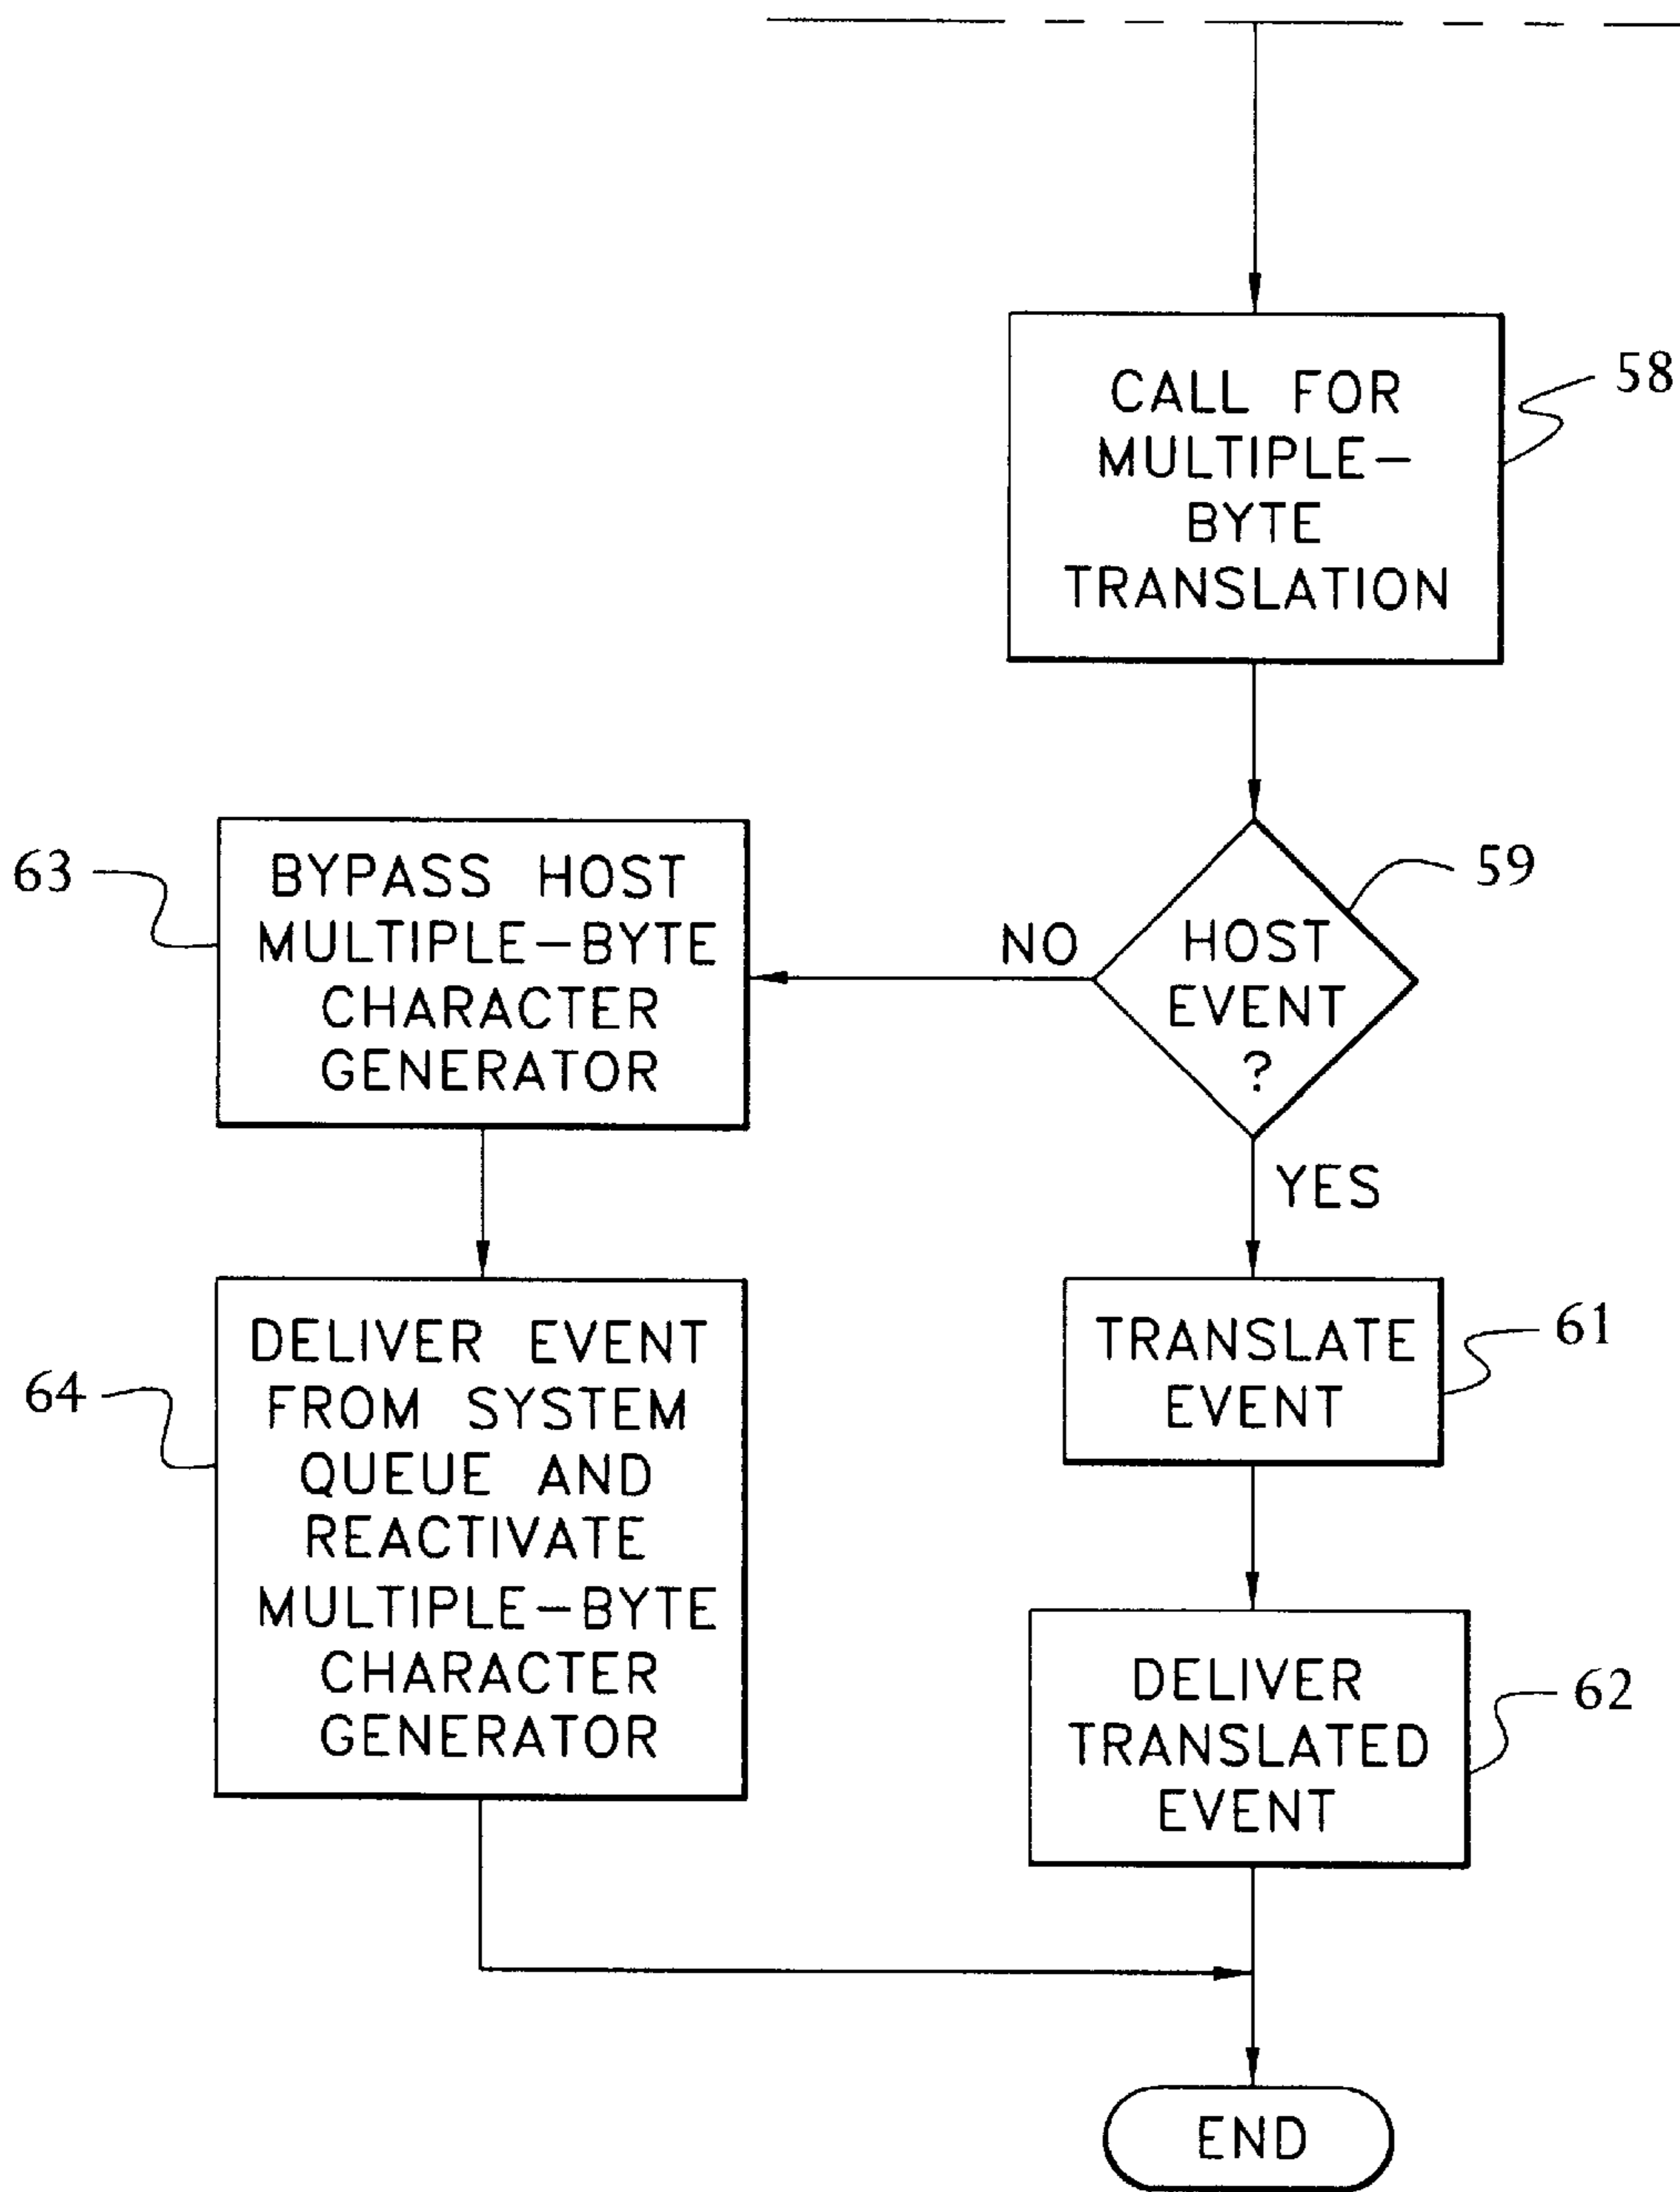 CALL FOR
MULTIPLE-
BYTE
TRANSLATION
58
HOST
EVENT
?
59
NO
YES
BYPASS HOST
MULTIPLE-BYTE
CHARACTER
GENERATOR
63
DELIVER EVENT
FROM SYSTEM
QUEUE AND
REACTIVATE
MULTIPLE-BYTE
CHARACTER
GENERATOR
64
TRANSLATE
EVENT
61
DELIVER
TRANSLATED
EVENT
62
END